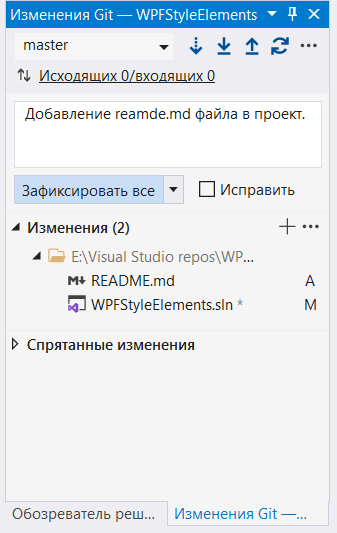 Изменения Git — WPFStyleElements
master
Исходящих 0/входящих 0
Добавление reamde.md файла в проект.
Зафиксировать все
Исправить
Изменения (2)
E:\Visual Studio repos\WP...
README.md A
WPFStyleElements.sln * M
Спрятанные изменения
Обозреватель реш... Изменения Git —...